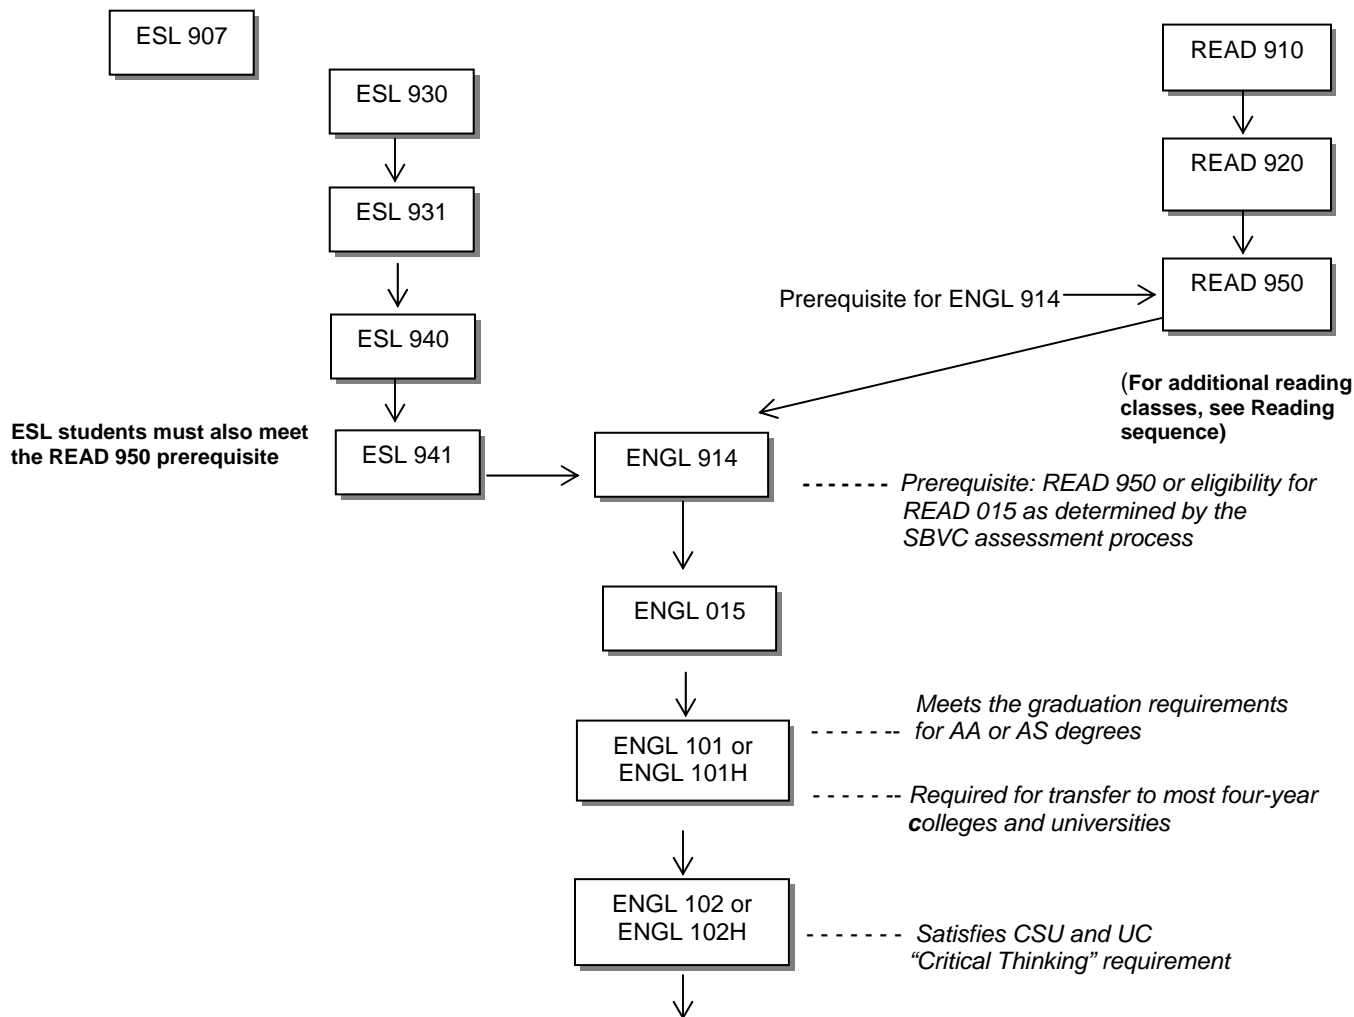 ESL 907
READ 910
ESL 930
READ 920
ESL 931
READ 950
Prerequisite for ENGL 914
ESL 940
(For additional reading
classes, see Reading
sequence)
ESL students must also meet
the READ 950 prerequisite
ESL 941
ENGL 914
Prerequisite: READ 950 or eligibility for
READ 015 as determined by the
SBVC assessment process
ENGL 015
Meets the graduation requirements
for AA or AS degrees
ENGL 101 or
ENGL 101H
Required for transfer to most four-year
colleges and universities
ENGL 102 or
ENGL 102H
Satisfies CSU and UC
“Critical Thinking” requirement